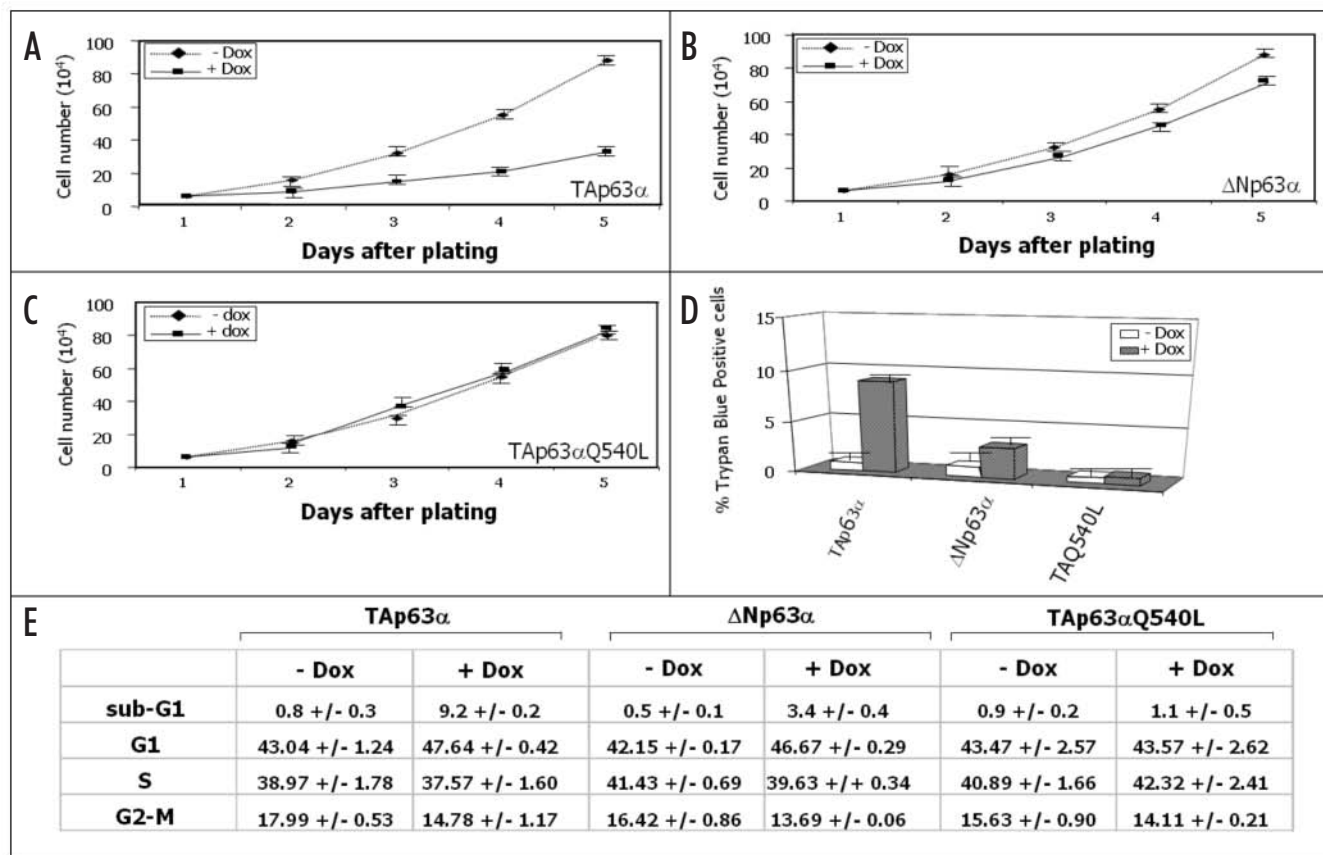 A
100
80
60
40
20
0
Cell number (10⁴)
- Dox
+ Dox
TAp63α
1 2 3 4 5
Days after plating
B
100
80
60
40
20
0
Cell number (10⁴)
- Dox
+ Dox
ΔNp63α
1 2 3 4 5
Days after plating
C
100
80
60
40
20
0
Cell number (10⁴)
- dox
+ dox
TAp63αQ540L
1 2 3 4 5
Days after plating
D
15
10
5
0
% Trypan Blue Positive cells
- Dox
+ Dox
TAp63α
ΔNp63α
TAQ540L
E
TAp63α ΔNp63α TAp63αQ540L
- Dox + Dox - Dox + Dox - Dox + Dox
sub-G1 0.8 +/- 0.3 9.2 +/- 0.2 0.5 +/- 0.1 3.4 +/- 0.4 0.9 +/- 0.2 1.1 +/- 0.5
G1 43.04 +/- 1.24 47.64 +/- 0.42 42.15 +/- 0.17 46.67 +/- 0.29 43.47 +/- 2.57 43.57 +/- 2.62
S 38.97 +/- 1.78 37.57 +/- 1.60 41.43 +/- 0.69 39.63 +/+ 0.34 40.89 +/- 1.66 42.32 +/- 2.41
G2-M 17.99 +/- 0.53 14.78 +/- 1.17 16.42 +/- 0.86 13.69 +/- 0.06 15.63 +/- 0.90 14.11 +/- 0.21